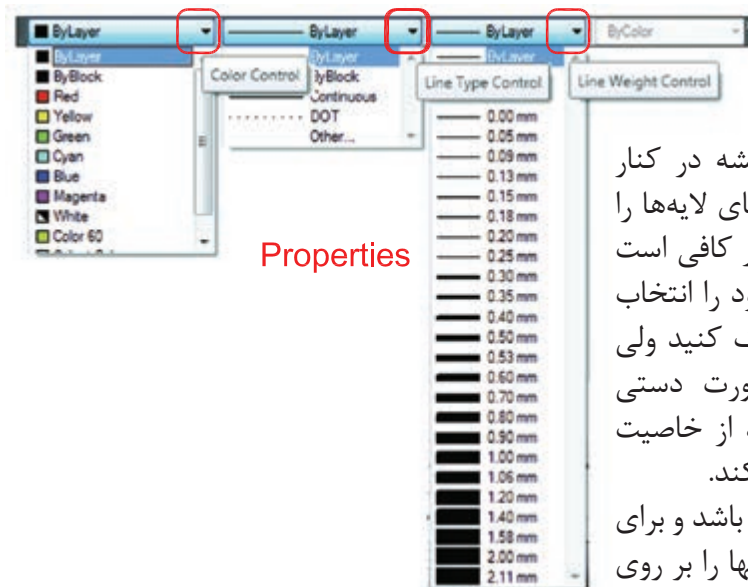 ByLayer ByLayer ByLayer ByColor
ByLayer
ByBlock
Red
Yellow
Green
Cyan
Blue
Magenta
White
Color 60
Color Control
ByLayer
ByBlock
Continuous
DOT
Other...
Line Type Control
ByLayer
0.00 mm
0.05 mm
0.09 mm
0.13 mm
0.15 mm
0.18 mm
0.20 mm
0.25 mm
0.30 mm
0.35 mm
0.40 mm
0.50 mm
0.53 mm
0.60 mm
0.70 mm
0.80 mm
0.90 mm
1.00 mm
1.06 mm
1.20 mm
1.40 mm
1.58 mm
2.00 mm
2.11 mm
Line Weight Control
Properties
در کنار
لایه‌ها را
کافی است
را انتخاب
کنید ولی
دستی
از خاصیت
باشد و برای
را بر روی